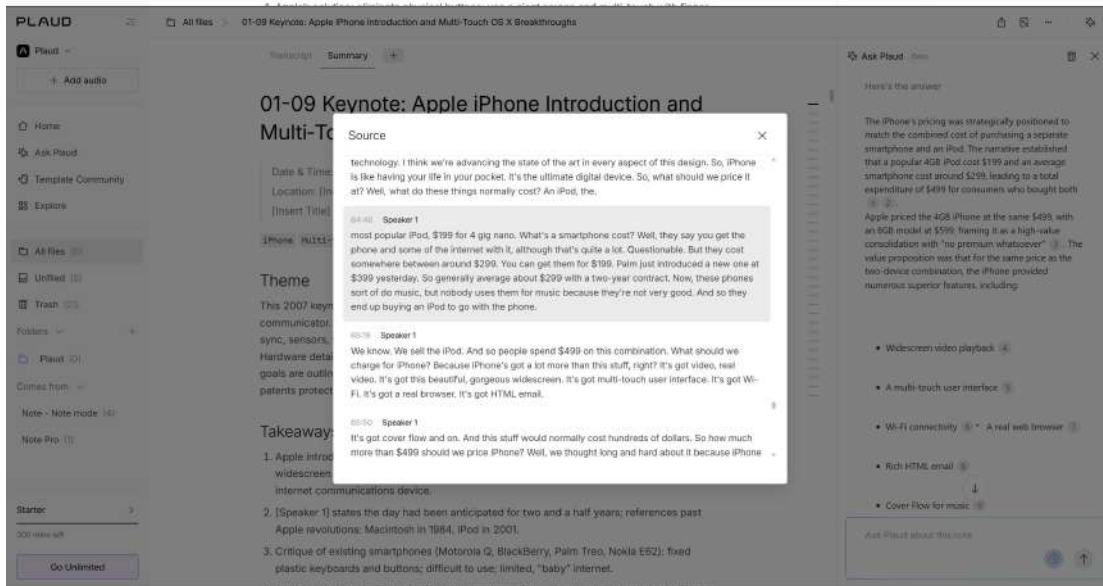 PLAUD
Plaud
+ Add audio
Home
Ask Plaud
Template Community
Explore
All files
Unfiled
Trash
Folders
+
Plaud (0)
Comes from
Note - Note mode (4)
Note Pro (1)
Starter
300 mins left
Go Unlimited
All files
01-09 Keynote: Apple iPhone Introduction and Multi-Touch OS X Breakthroughs
Transcript
Summary
+
01-09 Keynote: Apple iPhone Introduction and
Multi-To
Date & Time:
Location: [In
[Insert Title]
iPhone Multi-
Theme
This 2007 keyn
communicator.
sync, sensors,
Hardware detai
goals are outlin
patents protect
Takeaway
1. Apple introd
widescreen
internet communications device.
2. [Speaker 1] states the day had been anticipated for two and a half years; references past
Apple revolutions: Macintosh in 1984, iPod in 2001.
3. Critique of existing smartphones (Motorola Q, BlackBerry, Palm Treo, Nokia E62): fixed
plastic keyboards and buttons; difficult to use; limited, "baby" internet.
Source
technology. I think we're advancing the state of the art in every aspect of this design. So, iPhone
is like having your life in your pocket. It's the ultimate digital device. So, what should we price it
at? Well, what do these things normally cost? An iPod, the.
Speaker 1
most popular iPod, $199 for 4 gig nano. What's a smartphone cost? Well, they say you get the
phone and some of the internet with it, although that's quite a lot. Questionable. But they cost
somewhere between around $299. You can get them for $199. Palm just introduced a new one at
$399 yesterday. So generally average about $299 with a two-year contract. Now, these phones
sort of do music, but nobody uses them for music because they're not very good. And so they
end up buying an iPod to go with the phone.
Speaker 1
We know. We sell the iPod. And so people spend $499 on this combination. What should we
charge for iPhone? Because iPhone's got a lot more than this stuff, right? It's got video, real
video. It's got this beautiful, gorgeous widescreen. It's got multi-touch user interface. It's got Wi-
Fi. It's got a real browser. It's got HTML email.
Speaker 1
It's got cover flow and on. And this stuff would normally cost hundreds of dollars. So how much
more than $499 should we price iPhone? Well, we thought long and hard about it because iPhone
Ask Plaud
Here's the answer
The iPhone's pricing was strategically positioned to
match the combined cost of purchasing a separate
smartphone and an iPod. The narrative established
that a popular 4GB iPod cost $199 and an average
smartphone cost around $299, leading to a total
expenditure of $499 for consumers who bought both
Apple priced the 4GB iPhone at the same $499, with
an 8GB model at $599, framing it as a high-value
consolidation with "no premium whatsoever" 3 . The
value proposition was that for the same price as the
two-device combination, the iPhone provided
numerous superior features, including:
• Widescreen video playback 4
• A multi-touch user interface 5
• Wi-Fi connectivity 6 * A real web browser 7
• Rich HTML email
• Cover Flow for music
Ask Plaud about this note